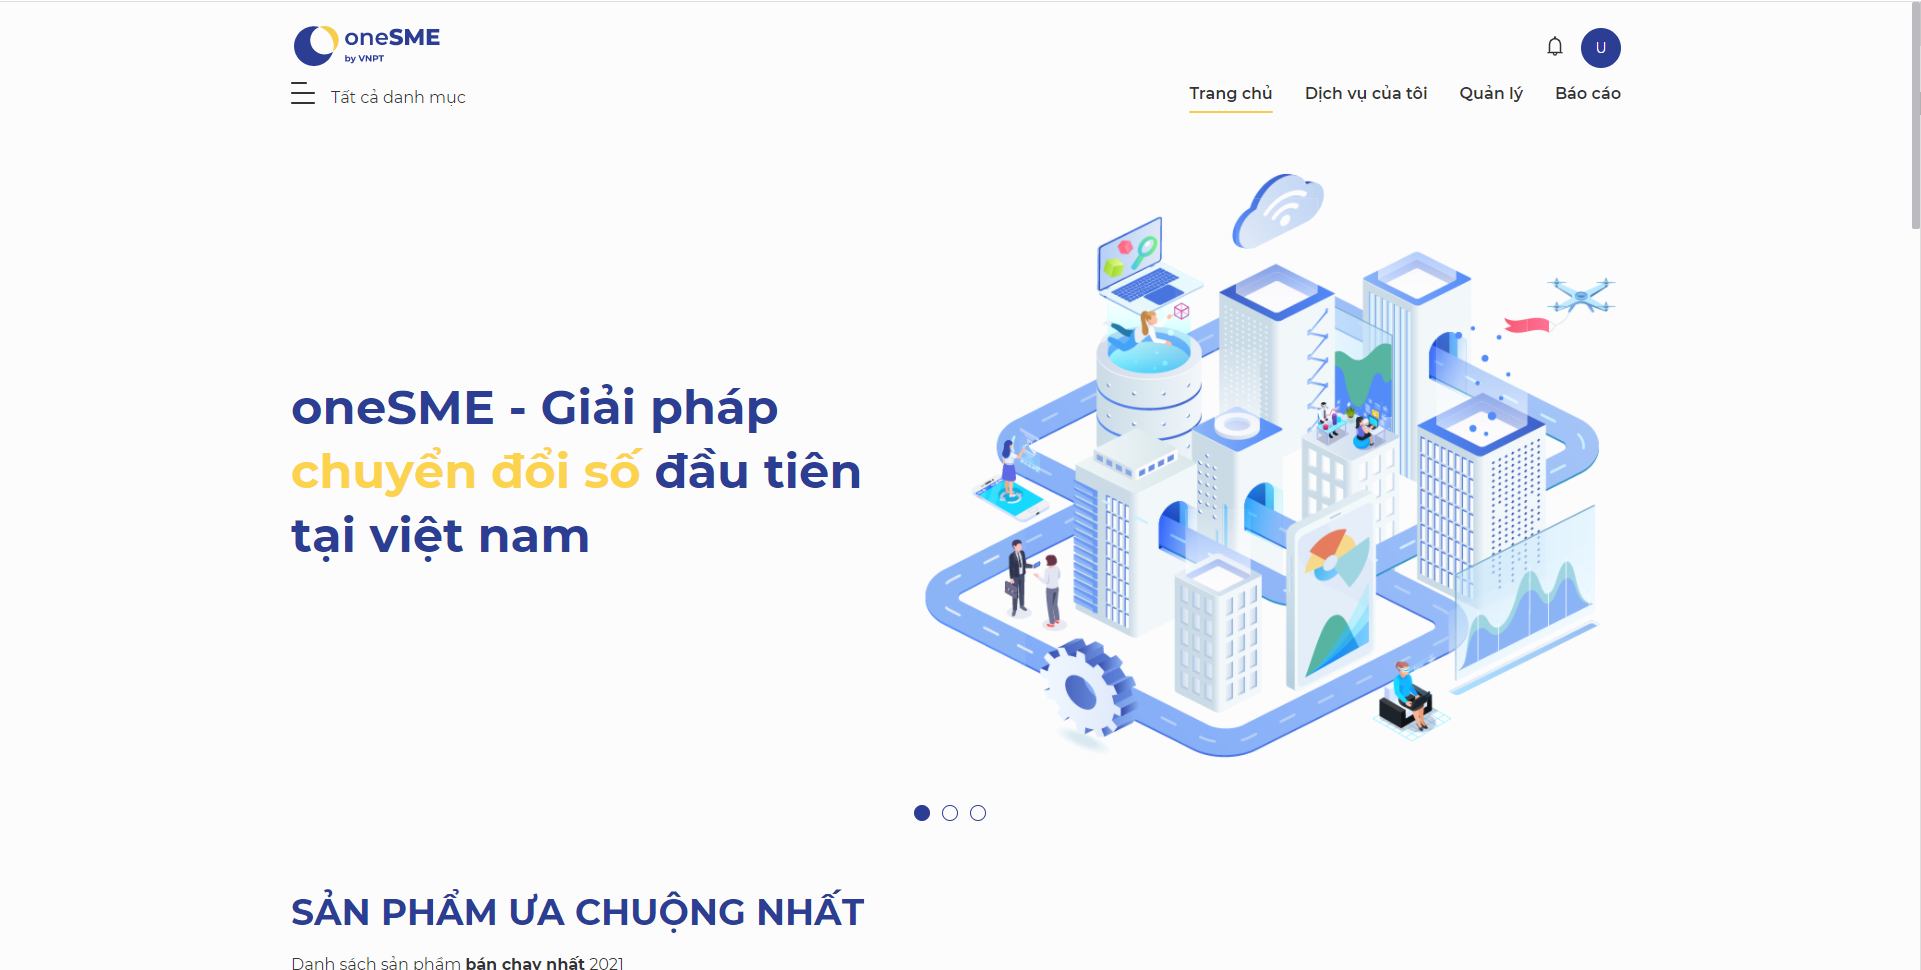 oneSME
by VNPT
U
Tất cả danh mục
Trang chủ
Dịch vụ của tôi
Quản lý
Báo cáo
oneSME - Giải pháp
chuyển đổi số đầu tiên
tại việt nam
SẢN PHẨM ƯA CHUỘNG NHẤT
Danh sách sản phẩm bán chạy nhất 2021